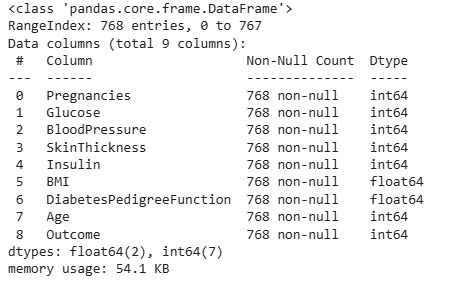 <class 'pandas.core.frame.DataFrame'>
RangeIndex: 768 entries, 0 to 767
Data columns (total 9 columns):
 #   Column                    Non-Null Count  Dtype
---  ------                    --------------  -----
 0   Pregnancies               768 non-null    int64
 1   Glucose                   768 non-null    int64
 2   BloodPressure             768 non-null    int64
 3   SkinThickness             768 non-null    int64
 4   Insulin                   768 non-null    int64
 5   BMI                       768 non-null    float64
 6   DiabetesPedigreeFunction  768 non-null    float64
 7   Age                       768 non-null    int64
 8   Outcome                   768 non-null    int64
dtypes: float64(2), int64(7)
memory usage: 54.1 KB